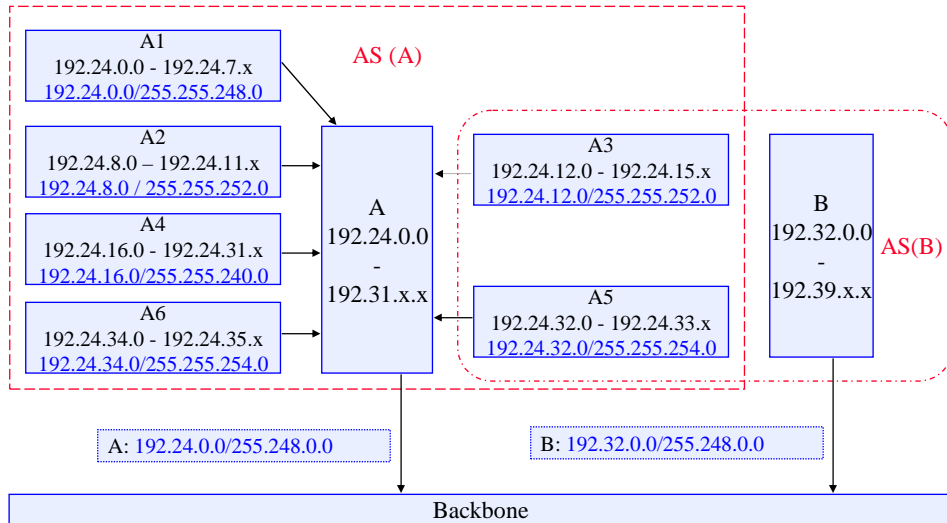 A1
192.24.0.0 - 192.24.7.x
192.24.0.0/255.255.248.0
AS (A)
A2
192.24.8.0 – 192.24.11.x
192.24.8.0 / 255.255.252.0
A4
192.24.16.0 - 192.24.31.x
192.24.16.0/255.255.240.0
A6
192.24.34.0 - 192.24.35.x
192.24.34.0/255.255.254.0
A
192.24.0.0
-
192.31.x.x
A3
192.24.12.0 - 192.24.15.x
192.24.12.0/255.255.252.0
A5
192.24.32.0 - 192.24.33.x
192.24.32.0/255.255.254.0
B
192.32.0.0
-
192.39.x.x
AS(B)
A: 192.24.0.0/255.248.0.0
B: 192.32.0.0/255.248.0.0
Backbone